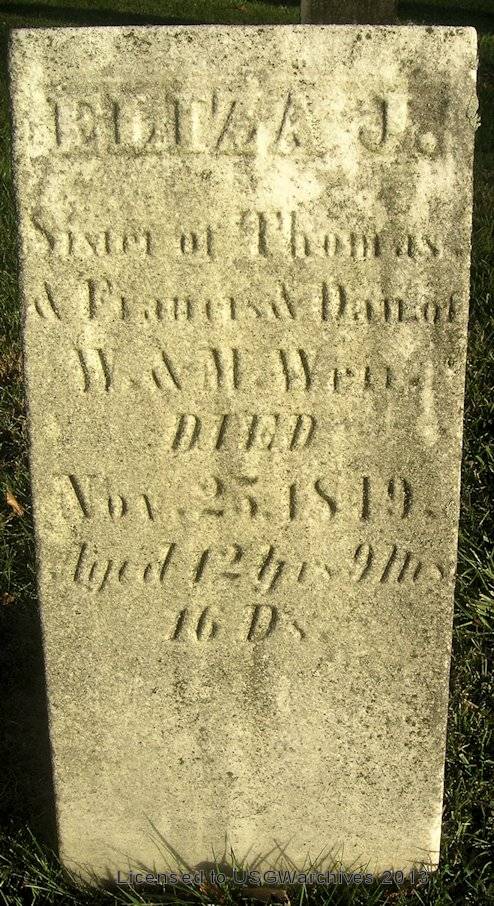 ELIZA J.
Sister of Thomas
& Francis & Dau. of
W. & M. Weir.
DIED
Nov. 25, 1849.
Aged 12 yrs 9 Ms
16 Ds
Licensed to USGWarchives 2013